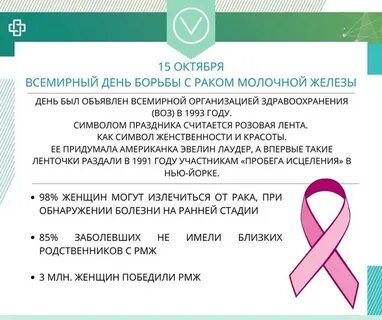 15 ОКТЯБРЯ
ВСЕМИРНЫЙ ДЕНЬ БОРЬБЫ С РАКОМ МОЛОЧНОЙ ЖЕЛЕЗЫ
ДЕНЬ БЫЛ ОБЪЯВЛЕН ВСЕМИРНОЙ ОРГАНИЗАЦИЕЙ ЗДРАВООХРАНЕНИЯ
(ВОЗ) В 1993 ГОДУ.
СИМВОЛОМ ПРАЗДНИКА СЧИТАЕТСЯ РОЗОВАЯ ЛЕНТА.
КАК СИМВОЛ ЖЕНСТВЕННОСТИ И КРАСОТЫ.
ЕЕ ПРИДУМАЛА АМЕРИКАНКА ЭВЕЛИН ЛАУДЕР, А ВПЕРВЫЕ ТАКИЕ
ЛЕНТОЧКИ РАЗДАЛИ В 1991 ГОДУ УЧАСТНИКАМ «ПРОБЕГА ИСЦЕЛЕНИЯ» В
НЬЮ-ЙОРКЕ.
• 98% ЖЕНЩИН МОГУТ ИЗЛЕЧИТЬСЯ ОТ РАКА, ПРИ
ОБНАРУЖЕНИИ БОЛЕЗНИ НА РАННЕЙ СТАДИИ
• 85% ЗАБОЛЕВШИХ НЕ ИМЕЛИ БЛИЗКИХ
РОДСТВЕННИКОВ С РМЖ
• 3 МЛН. ЖЕНЩИН ПОБЕДИЛИ РМЖ